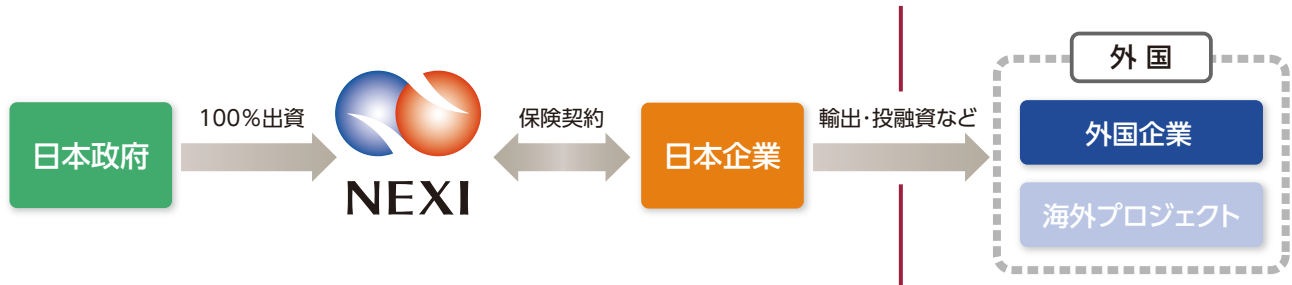 日本政府
100%出資
NEXI
保険契約
日本企業
輸出・投融資など
外国
外国企業
海外プロジェクト